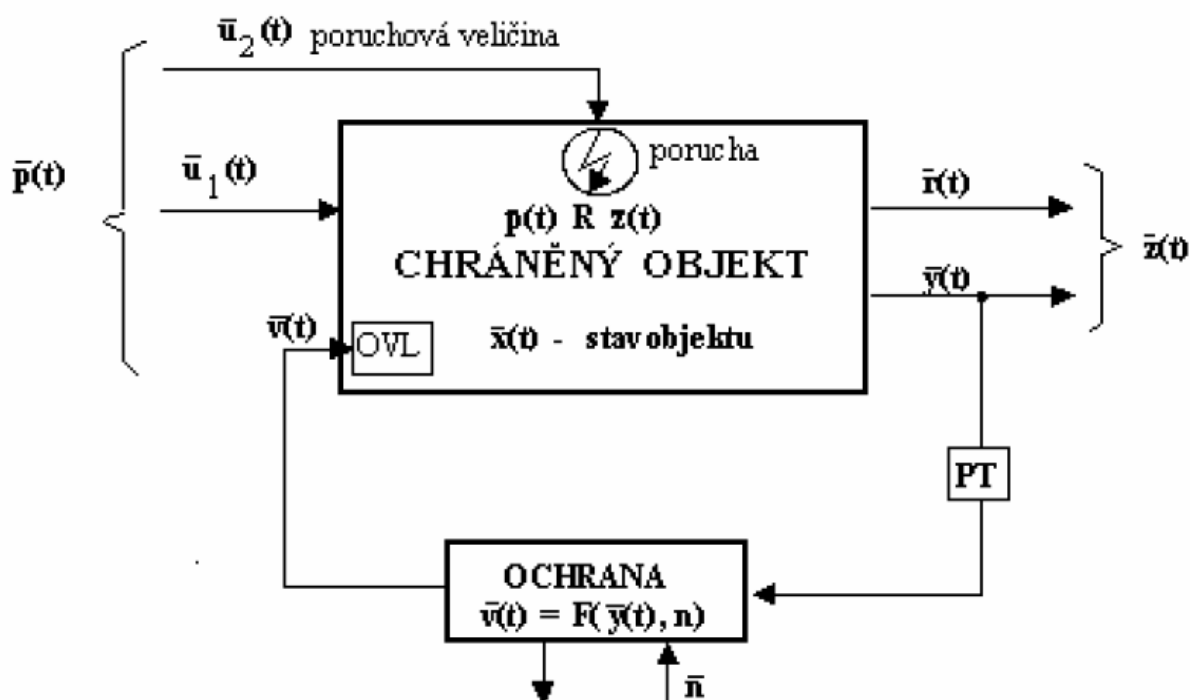 ū₂(t) poruchová veličina
p̄(t)
ū₁(t)
porucha
r̄(t)
p(t) R z(t)
z̄(t)
CHRÁNĚNÝ OBJEKT
ȳ(t)
v̄(t)
OVL
x̄(t) - stav objektu
PT
OCHRANA
v̄(t) = F( ȳ(t), n)
n̄